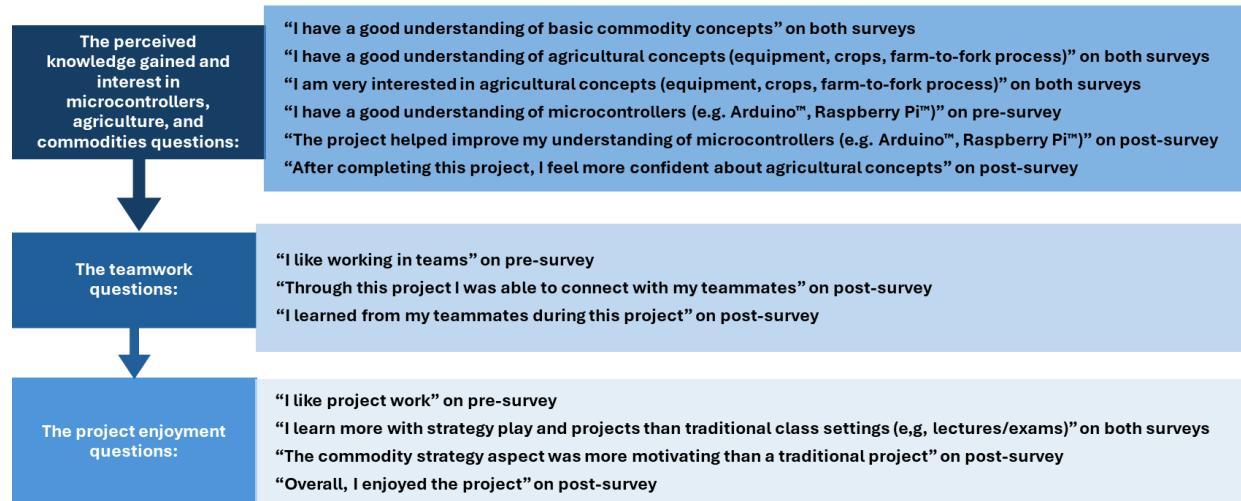 The perceived
knowledge gained and
interest in
microcontrollers,
agriculture, and
commodities questions:
“I have a good understanding of basic commodity concepts” on both surveys
“I have a good understanding of agricultural concepts (equipment, crops, farm-to-fork process)” on both surveys
“I am very interested in agricultural concepts (equipment, crops, farm-to-fork process)” on both surveys
“I have a good understanding of microcontrollers (e.g. Arduino™, Raspberry Pi™)” on pre-survey
“The project helped improve my understanding of microcontrollers (e.g. Arduino™, Raspberry Pi™)” on post-survey
“After completing this project, I feel more confident about agricultural concepts” on post-survey
The teamwork
questions:
“I like working in teams” on pre-survey
“Through this project I was able to connect with my teammates” on post-survey
“I learned from my teammates during this project” on post-survey
The project enjoyment
questions:
“I like project work” on pre-survey
“I learn more with strategy play and projects than traditional class settings (e,g, lectures/exams)” on both surveys
“The commodity strategy aspect was more motivating than a traditional project” on post-survey
“Overall, I enjoyed the project” on post-survey